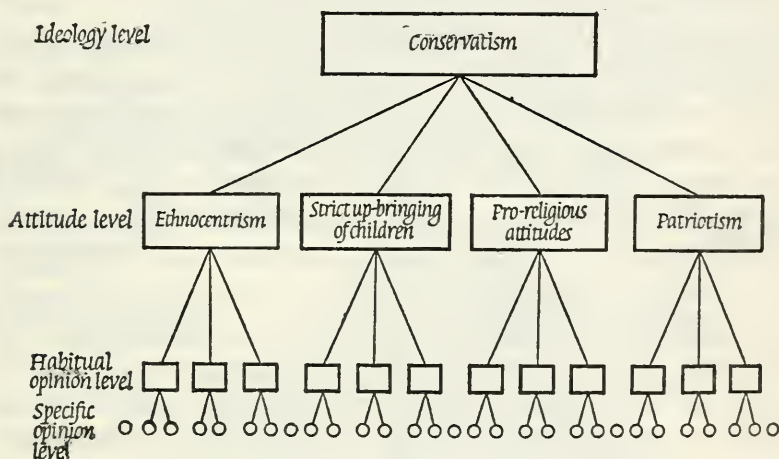 Ideology level
Conservatism
Attitude level
Ethnocentrism
Strict up-bringing
of children
Pro-religious
attitudes
Patriotism
Habitual
opinion level
Specific
opinion
level